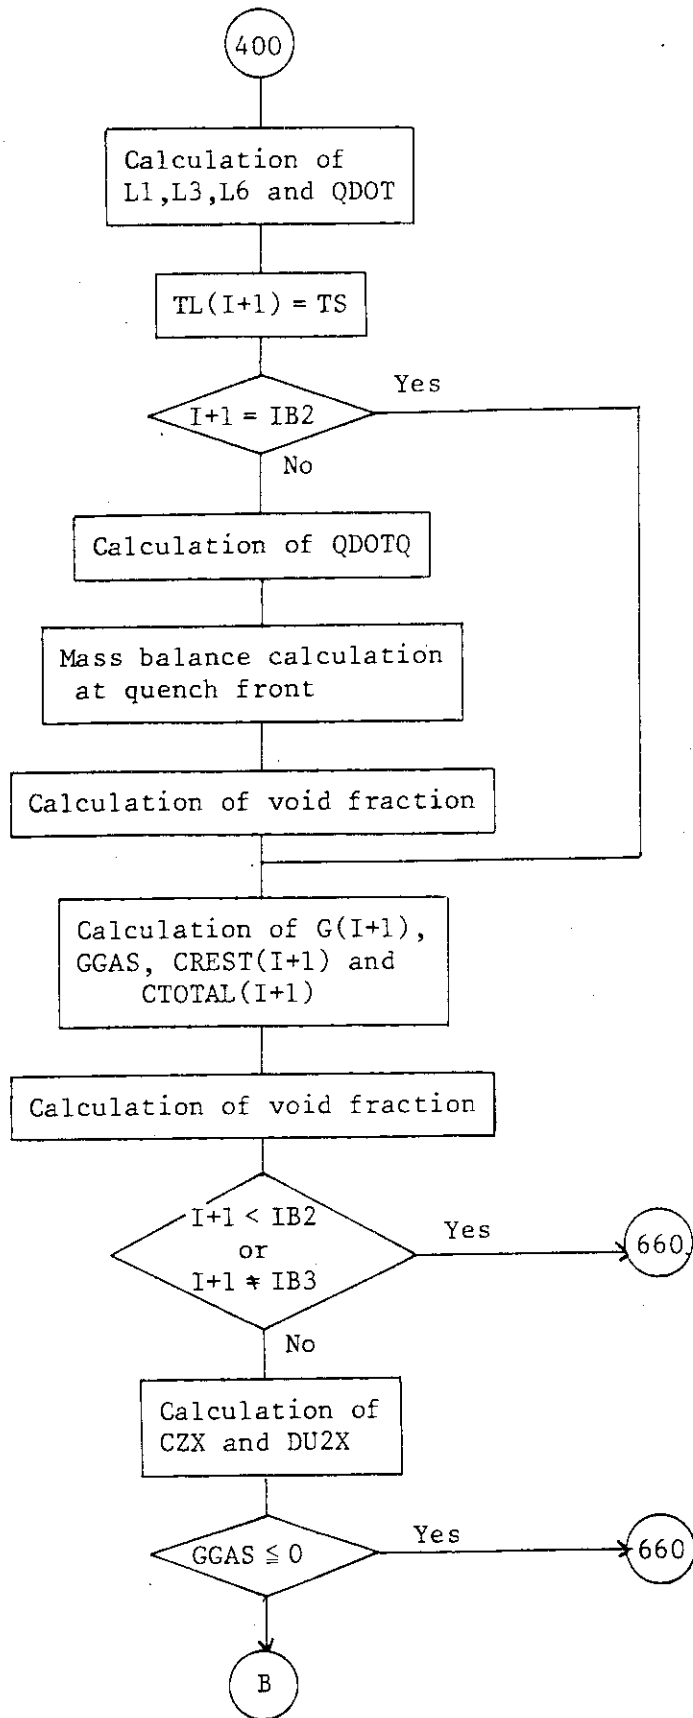 400
Calculation of
L1,L3,L6 and QDOT
TL(I+1) = TS
Yes
I+1 = IB2
No
Calculation of QDOTQ
Mass balance calculation
at quench front
Calculation of void fraction
Calculation of G(I+1),
GGAS, CREST(I+1) and
CTOTAL(I+1)
Calculation of void fraction
I+1 < IB2
or
I+1 ≠ IB3
Yes
660
No
Calculation of
CZX and DU2X
GGAS ≦ 0
Yes
660
B